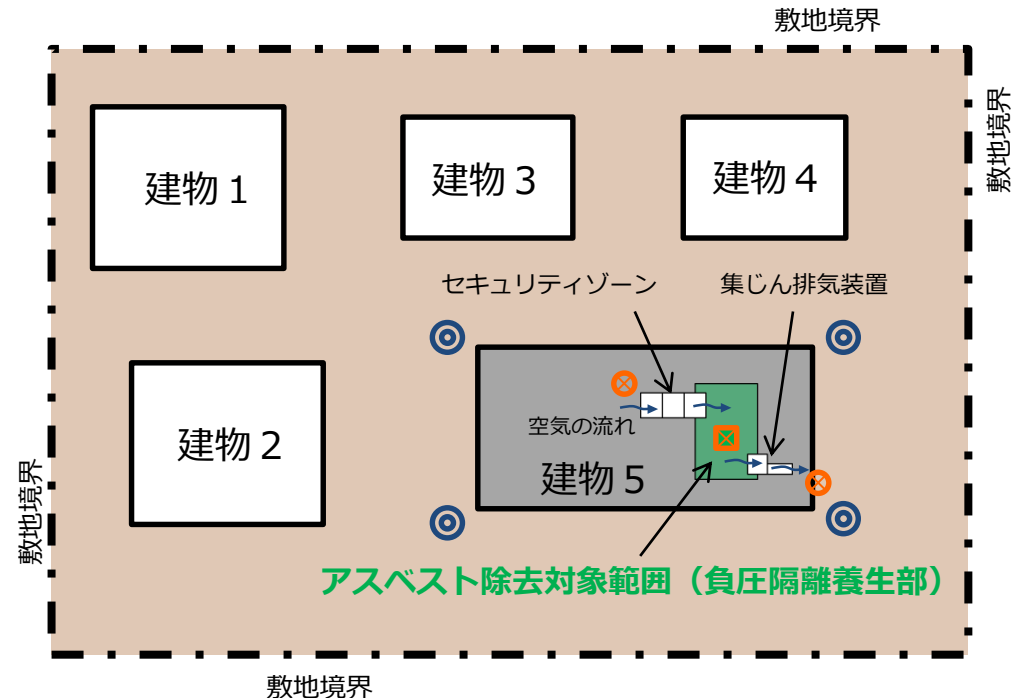 敷地境界
敷地境界
建物１
建物３
建物４
セキュリティゾーン
集じん排気装置
空気の流れ
建物２
建物５
敷地境界
アスベスト除去対象範囲（負圧隔離養生部）
敷地境界